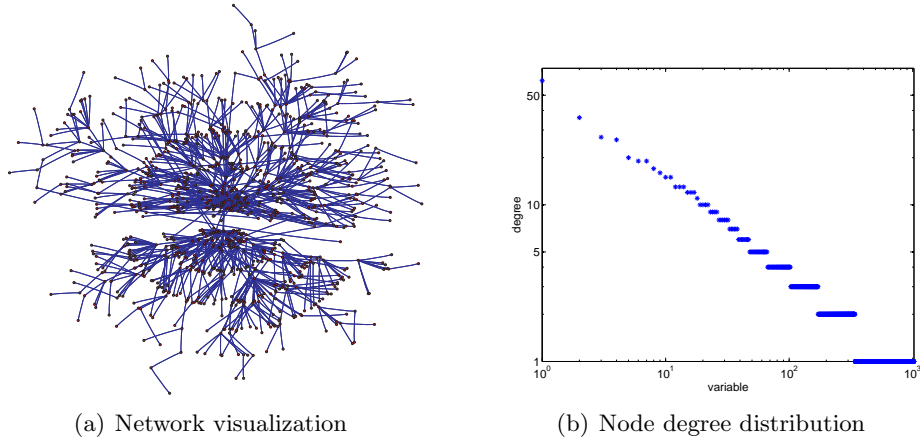 50
10
5
1
degree
10^0
10^1
10^2
10^3
variable
(a) Network visualization
(b) Node degree distribution